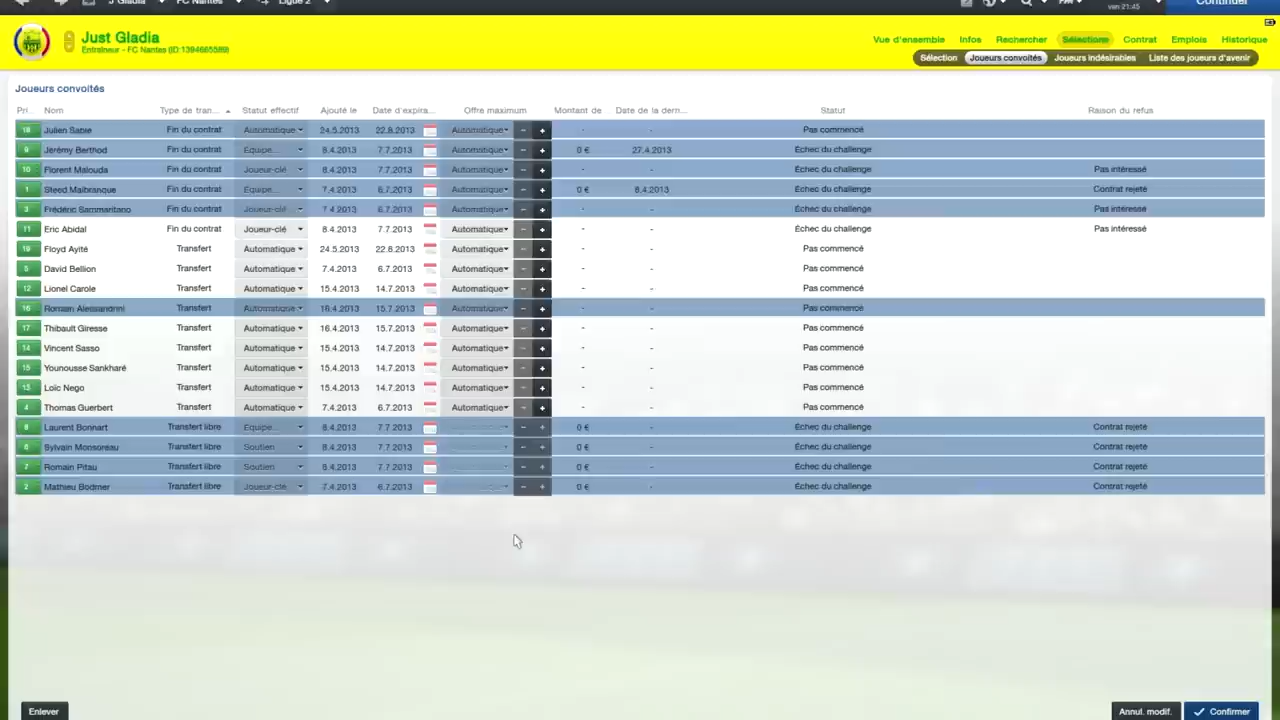 J Gladia FC Nantes Ligue 2 FM Continuer
ven 21:45
Just Gladia
Entraîneur - FC Nantes (ID:1394665589)
Vue d'ensemble Infos Rechercher Sélections Contrat Emplois Historique
Sélection Joueurs convoités Joueurs indésirables Liste des joueurs d'avenir
Joueurs convoités
Pri... Nom Type de tran... Statut effectif Ajouté le Date d'expira... Offre maximum Montant de Date de la dern... Statut Raison du refus
18 Julien Sablé Fin du contrat Automatique 24.5.2013 22.8.2013 Automatique - + - - Pas commencé
9 Jérémy Berthod Fin du contrat Equipe... 8.4.2013 7.7.2013 Automatique - + 0 € 27.4.2013 Échec du challenge
10 Florent Malouda Fin du contrat Joueur-clé 8.4.2013 7.7.2013 Automatique - + - - Échec du challenge Pas intéressé
1 Steed Malbranque Fin du contrat Equipe... 7.4.2013 6.7.2013 Automatique - + 0 € 8.4.2013 Échec du challenge Contrat rejeté
3 Frédéric Sammaritano Fin du contrat Joueur-clé 7.4.2013 6.7.2013 Automatique - + - - Échec du challenge Pas intéressé
11 Eric Abidal Fin du contrat Joueur-clé 8.4.2013 7.7.2013 Automatique - + - - Échec du challenge Pas intéressé
19 Floyd Ayité Transfert Automatique 24.5.2013 22.8.2013 Automatique - + - - Pas commencé
5 David Bellion Transfert Automatique 7.4.2013 6.7.2013 Automatique - + - - Pas commencé
12 Lionel Carole Transfert Automatique 15.4.2013 14.7.2013 Automatique - + - - Pas commencé
16 Romain Alessandrini Transfert Automatique 16.4.2013 15.7.2013 Automatique - + - - Pas commencé
17 Thibault Giresse Transfert Automatique 16.4.2013 15.7.2013 Automatique - + - - Pas commencé
14 Vincent Sasso Transfert Automatique 15.4.2013 14.7.2013 Automatique - + - - Pas commencé
15 Younousse Sankharé Transfert Automatique 15.4.2013 14.7.2013 Automatique - + - - Pas commencé
13 Loïc Nego Transfert Automatique 15.4.2013 14.7.2013 Automatique - + - - Pas commencé
4 Thomas Guerbert Transfert Automatique 7.4.2013 6.7.2013 Automatique - + - - Pas commencé
8 Laurent Bonnart Transfert libre Equipe... 8.4.2013 7.7.2013 - + 0 € - Échec du challenge Contrat rejeté
6 Sylvain Monsoreau Transfert libre Soutien 8.4.2013 7.7.2013 - + 0 € - Échec du challenge Contrat rejeté
7 Romain Pitau Transfert libre Soutien 8.4.2013 7.7.2013 - + 0 € - Échec du challenge Contrat rejeté
2 Mathieu Bodmer Transfert libre Joueur-clé 7.4.2013 6.7.2013 - + 0 € - Échec du challenge Contrat rejeté
Enlever Annul. modif. Confirmer